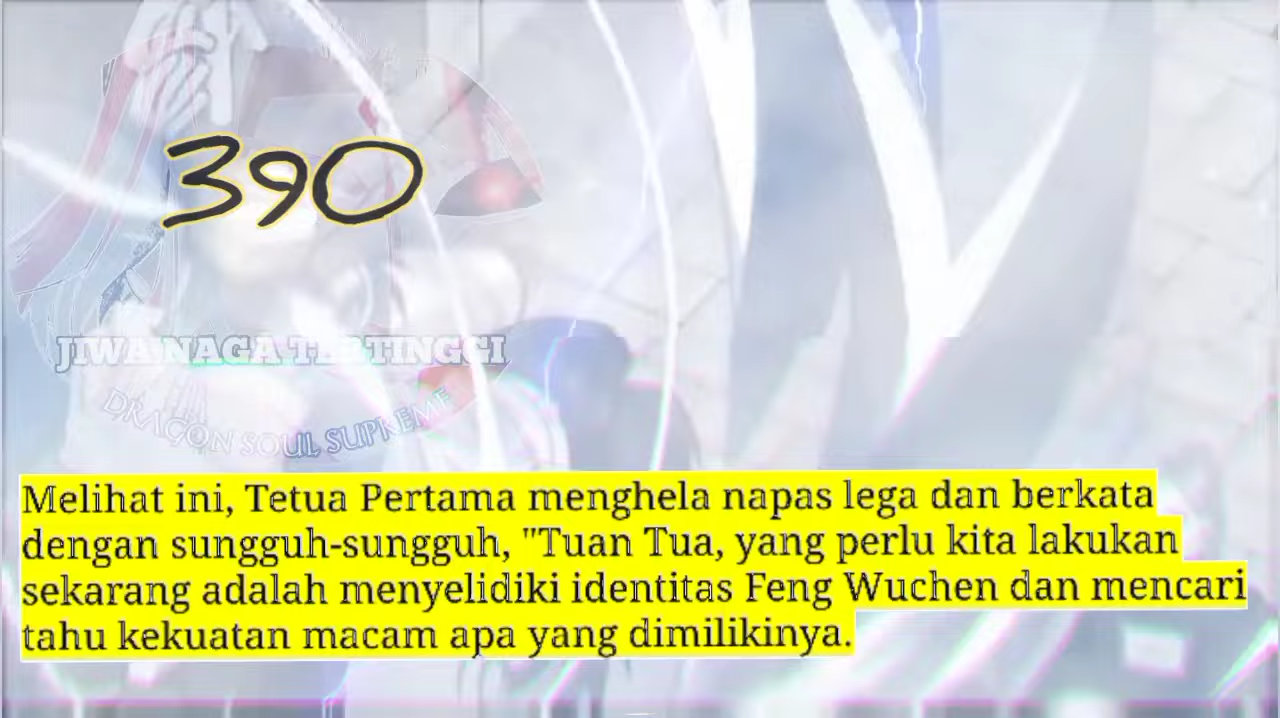 390
JIWA NAGA TERTINGGI
DRAGON SOUL SUPREME
Melihat ini, Tetua Pertama menghela napas lega dan berkata
dengan sungguh-sungguh, "Tuan Tua, yang perlu kita lakukan
sekarang adalah menyelidiki identitas Feng Wuchen dan mencari
tahu kekuatan macam apa yang dimilikinya.